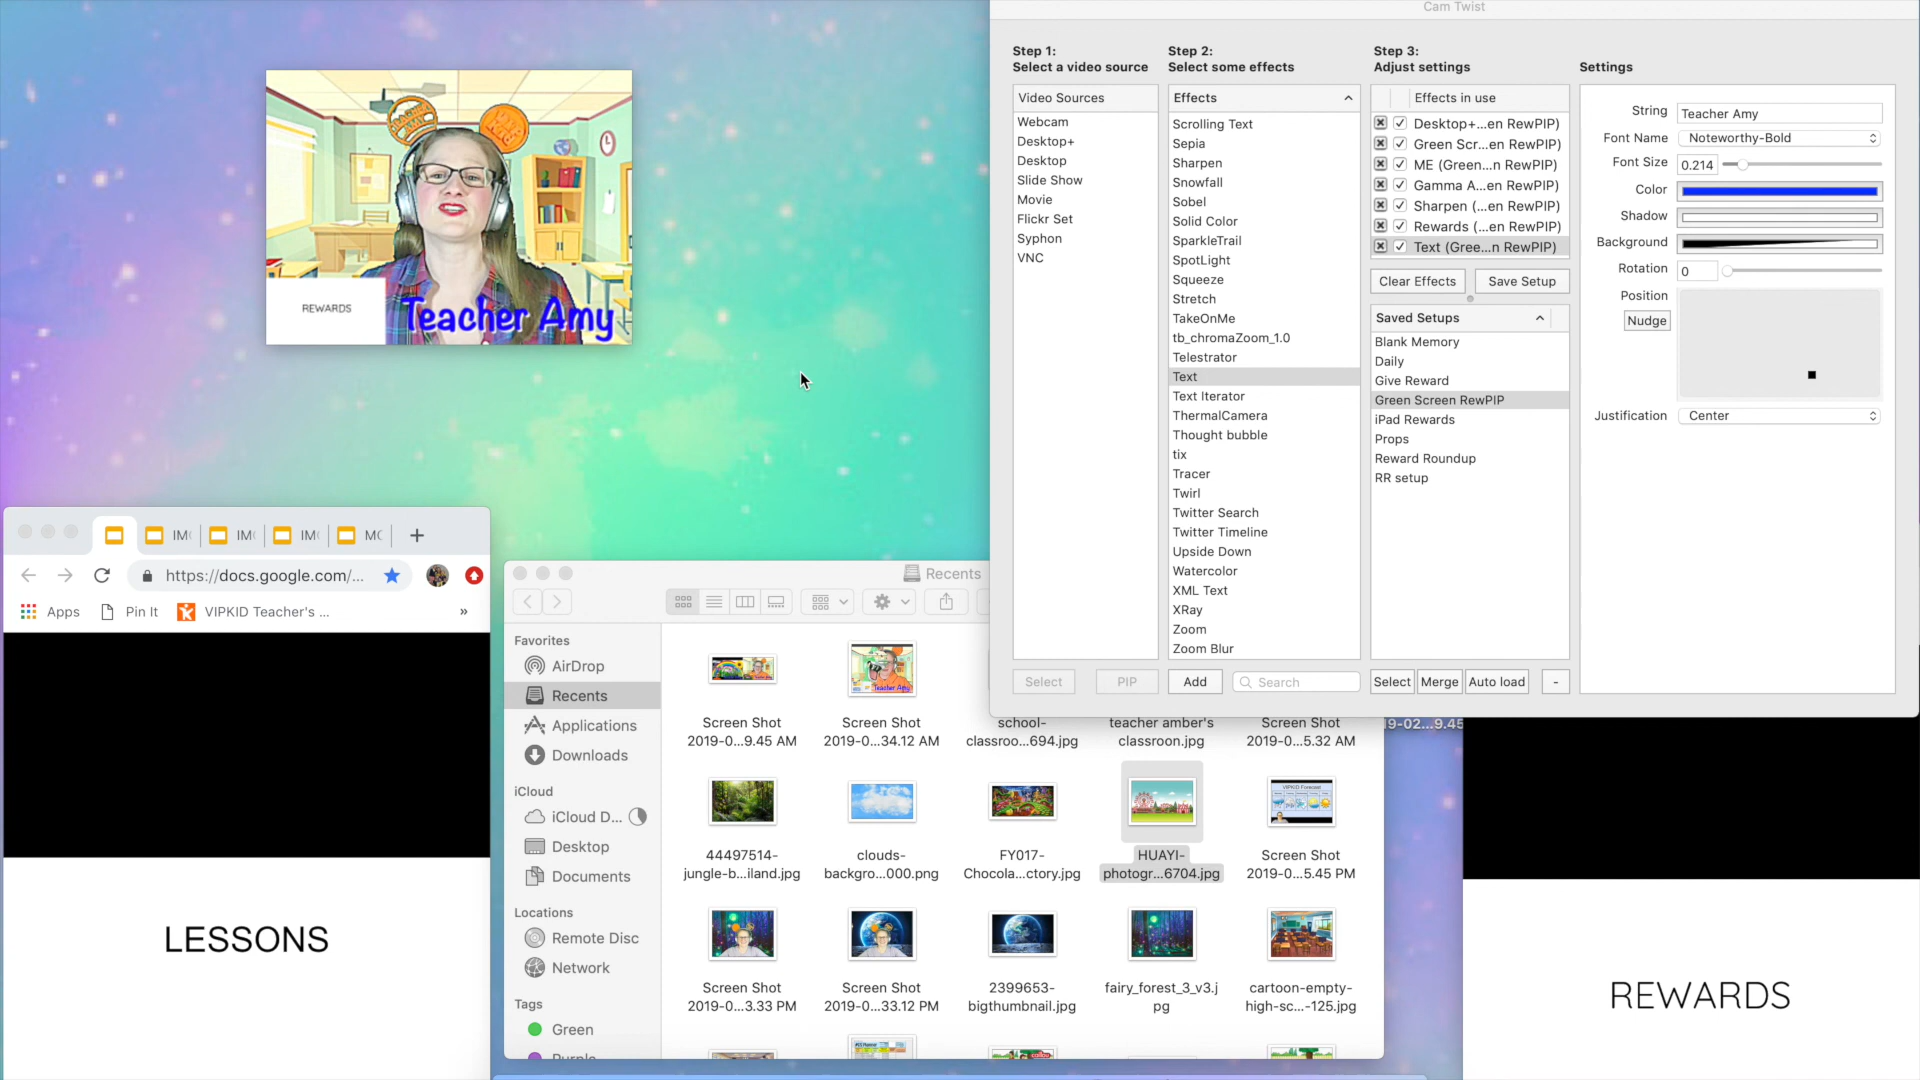 Cam Twist
Step 1:
Select a video source
Step 2:
Select some effects
Step 3:
Adjust settings
Settings
Video Sources
Webcam
Desktop+
Desktop
Slide Show
Movie
Flickr Set
Syphon
VNC
Select
PIP
Effects
Scrolling Text
Sepia
Sharpen
Snowfall
Sobel
Solid Color
SparkleTrail
SpotLight
Squeeze
Stretch
TakeOnMe
tb_chromaZoom_1.0
Telestrator
Text
Text Iterator
ThermalCamera
Thought bubble
tix
Tracer
Twirl
Twitter Search
Twitter Timeline
Upside Down
Watercolor
XML Text
XRay
Zoom
Zoom Blur
Add
Search
Effects in use
Desktop+...en RewPIP)
Green Scr...en RewPIP)
ME (Green...n RewPIP)
Gamma A...en RewPIP)
Sharpen (...en RewPIP)
Rewards (...en RewPIP)
Text (Gree...n RewPIP)
Clear Effects
Save Setup
Saved Setups
Blank Memory
Daily
Give Reward
Green Screen RewPIP
iPad Rewards
Props
Reward Roundup
RR setup
Select
Merge
Auto load
-
String
Teacher Amy
Font Name
Noteworthy-Bold
Font Size
0.214
Color
Shadow
Background
Rotation
0
Position
Nudge
Justification
Center
TEACHER
AMY
REWARDS
Teacher Amy
https://docs.google.com/...
Apps
Pin It
VIPKID Teacher's ...
»
LESSONS
Recents
Favorites
AirDrop
Recents
Applications
Downloads
iCloud
iCloud D...
Desktop
Documents
Locations
Remote Disc
Network
Tags
Green
Purple
Screen Shot
2019-0...9.45 AM
Screen Shot
2019-0...34.12 AM
school-
classroo...694.jpg
teacher amber's
classroon.jpg
Screen Shot
2019-0...5.32 AM
44497514-
jungle-b...iland.jpg
clouds-
backgro...000.png
FY017-
Chocola...ctory.jpg
HUAYI-
photogr...6704.jpg
Screen Shot
2019-0...5.45 PM
Screen Shot
2019-0...3.33 PM
Screen Shot
2019-0...33.12 PM
2399653-
bigthumbnail.jpg
fairy_forest_3_v3.j
pg
cartoon-empty-
high-sc...-125.jpg
19-02...9.45
REWARDS